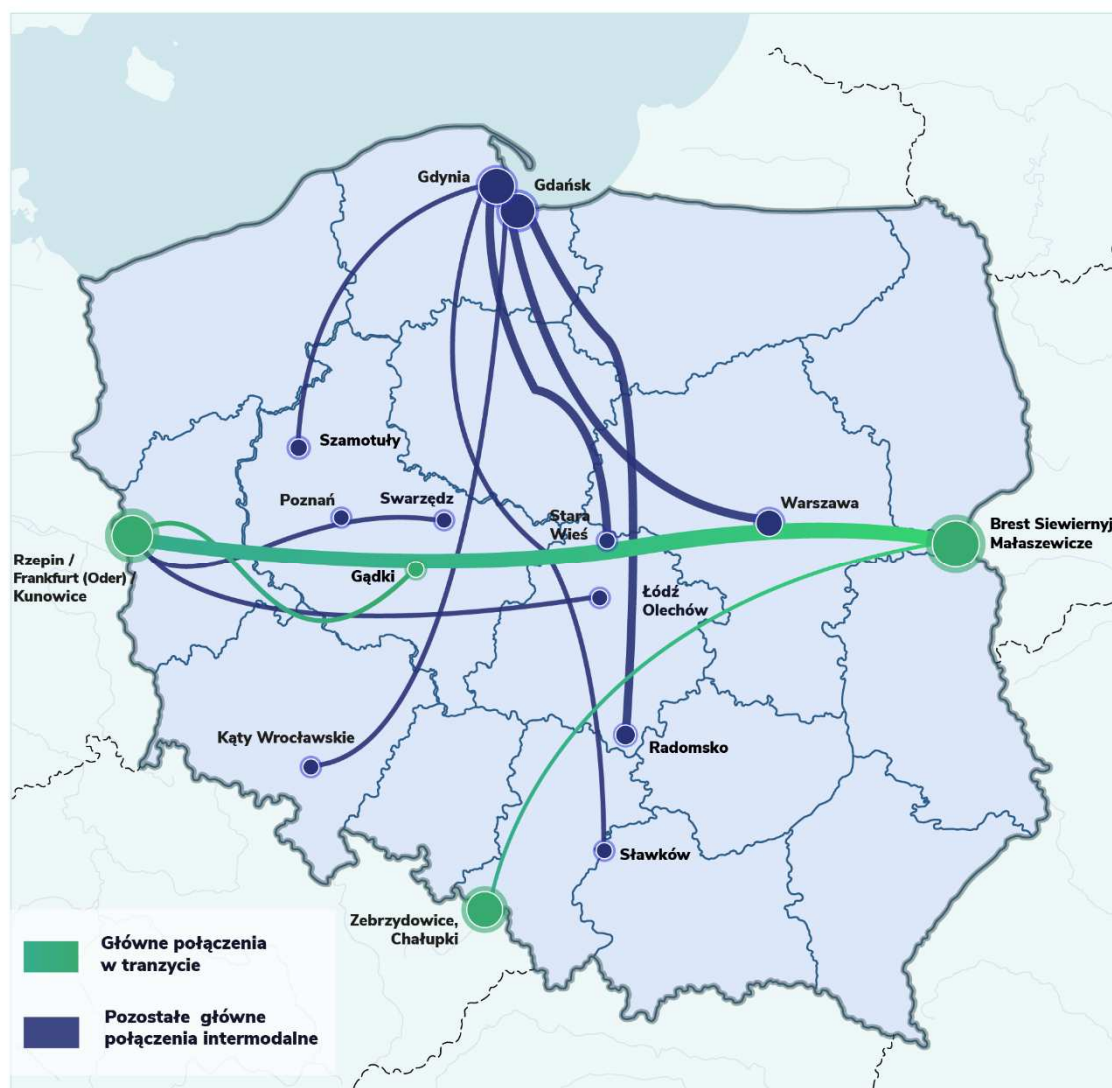 Gdynia
Gdańsk
Szamotuły
Poznań
Swarzędz
Stara
Wieś
Warszawa
Brest Siewiernyj
Małaszewicze
Rzepin /
Frankfurt (Oder) /
Kunowice
Gądki
Łódź
Olechów
Kąty Wrocławskie
Radomsko
Sławków
Zebrzydowice,
Chałupki
Główne połączenia
w tranzycie
Pozostałe główne
połączenia intermodalne